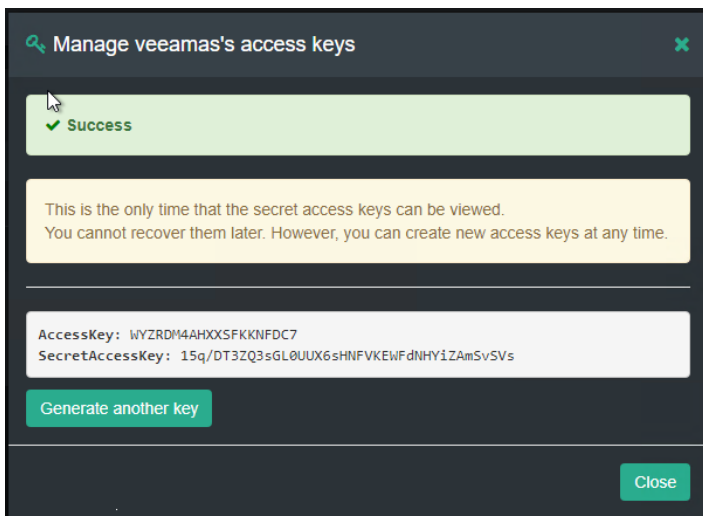 Manage veeamas's access keys
Success
This is the only time that the secret access keys can be viewed.
You cannot recover them later. However, you can create new access keys at any time.
AccessKey: WYZRDM4AHXXSFKKNFDC7
SecretAccessKey: 15q/DT3ZQ3sGL0UUX6sHNFVKEWFdNHYiZAmSvSVs
Generate another key
Close